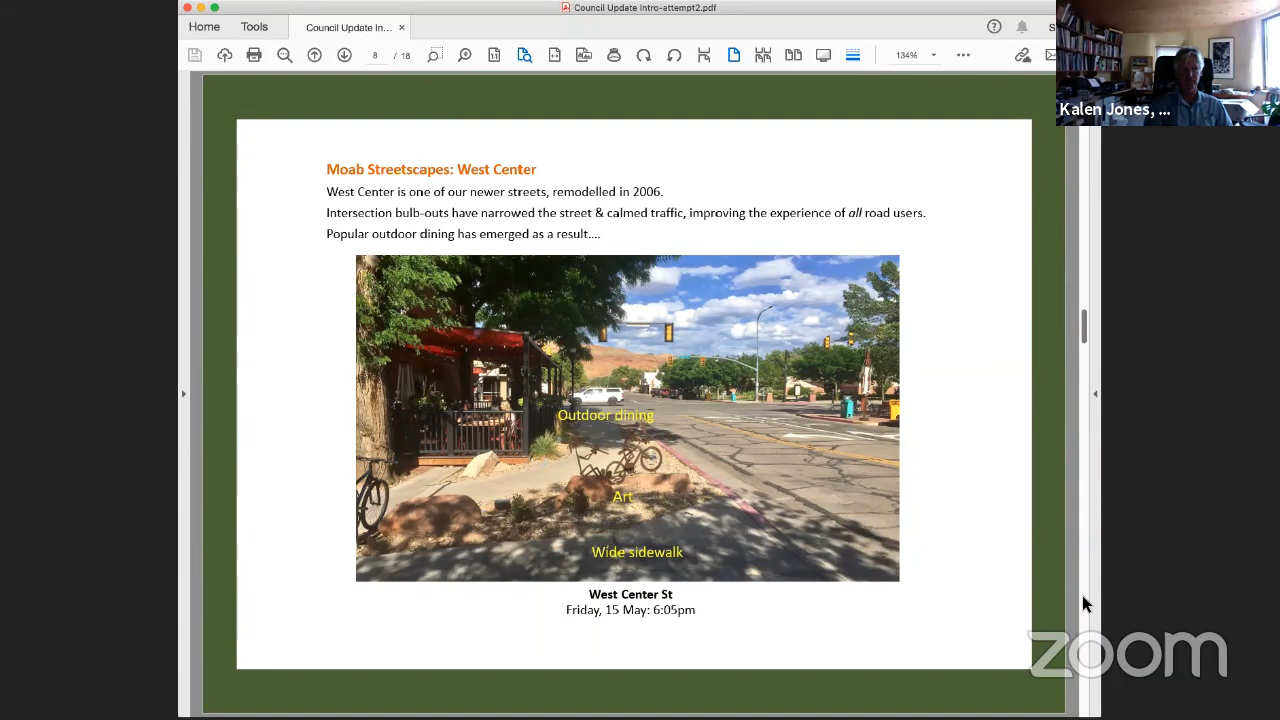 Council Update Intro-attempt2.pdf
Home
Tools
Council Update In...
×
?
S
8 / 18
134%
Kalen Jones, ...
Moab Streetscapes: West Center
West Center is one of our newer streets, remodelled in 2006.
Intersection bulb-outs have narrowed the street & calmed traffic, improving the experience of all road users.
Popular outdoor dining has emerged as a result....
Outdoor dining
Art
Wide sidewalk
West Center St
Friday, 15 May: 6:05pm
zoom